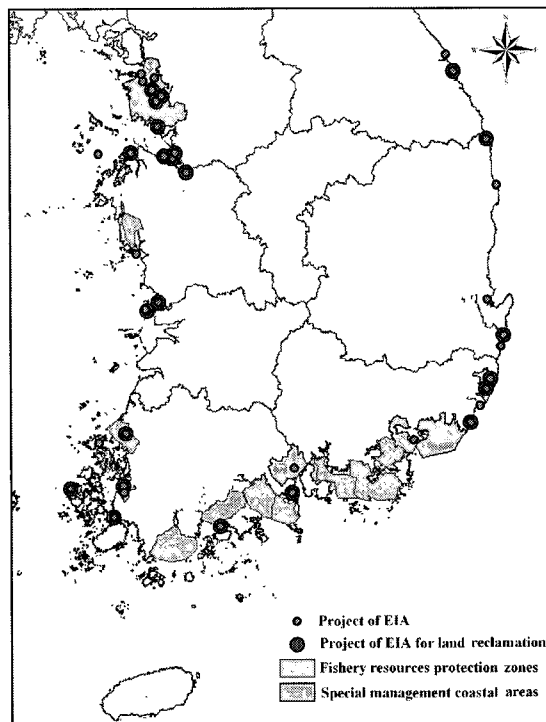 N
Project of EIA
Project of EIA for land reclamation
Fishery resources protection zones
Special management coastal areas